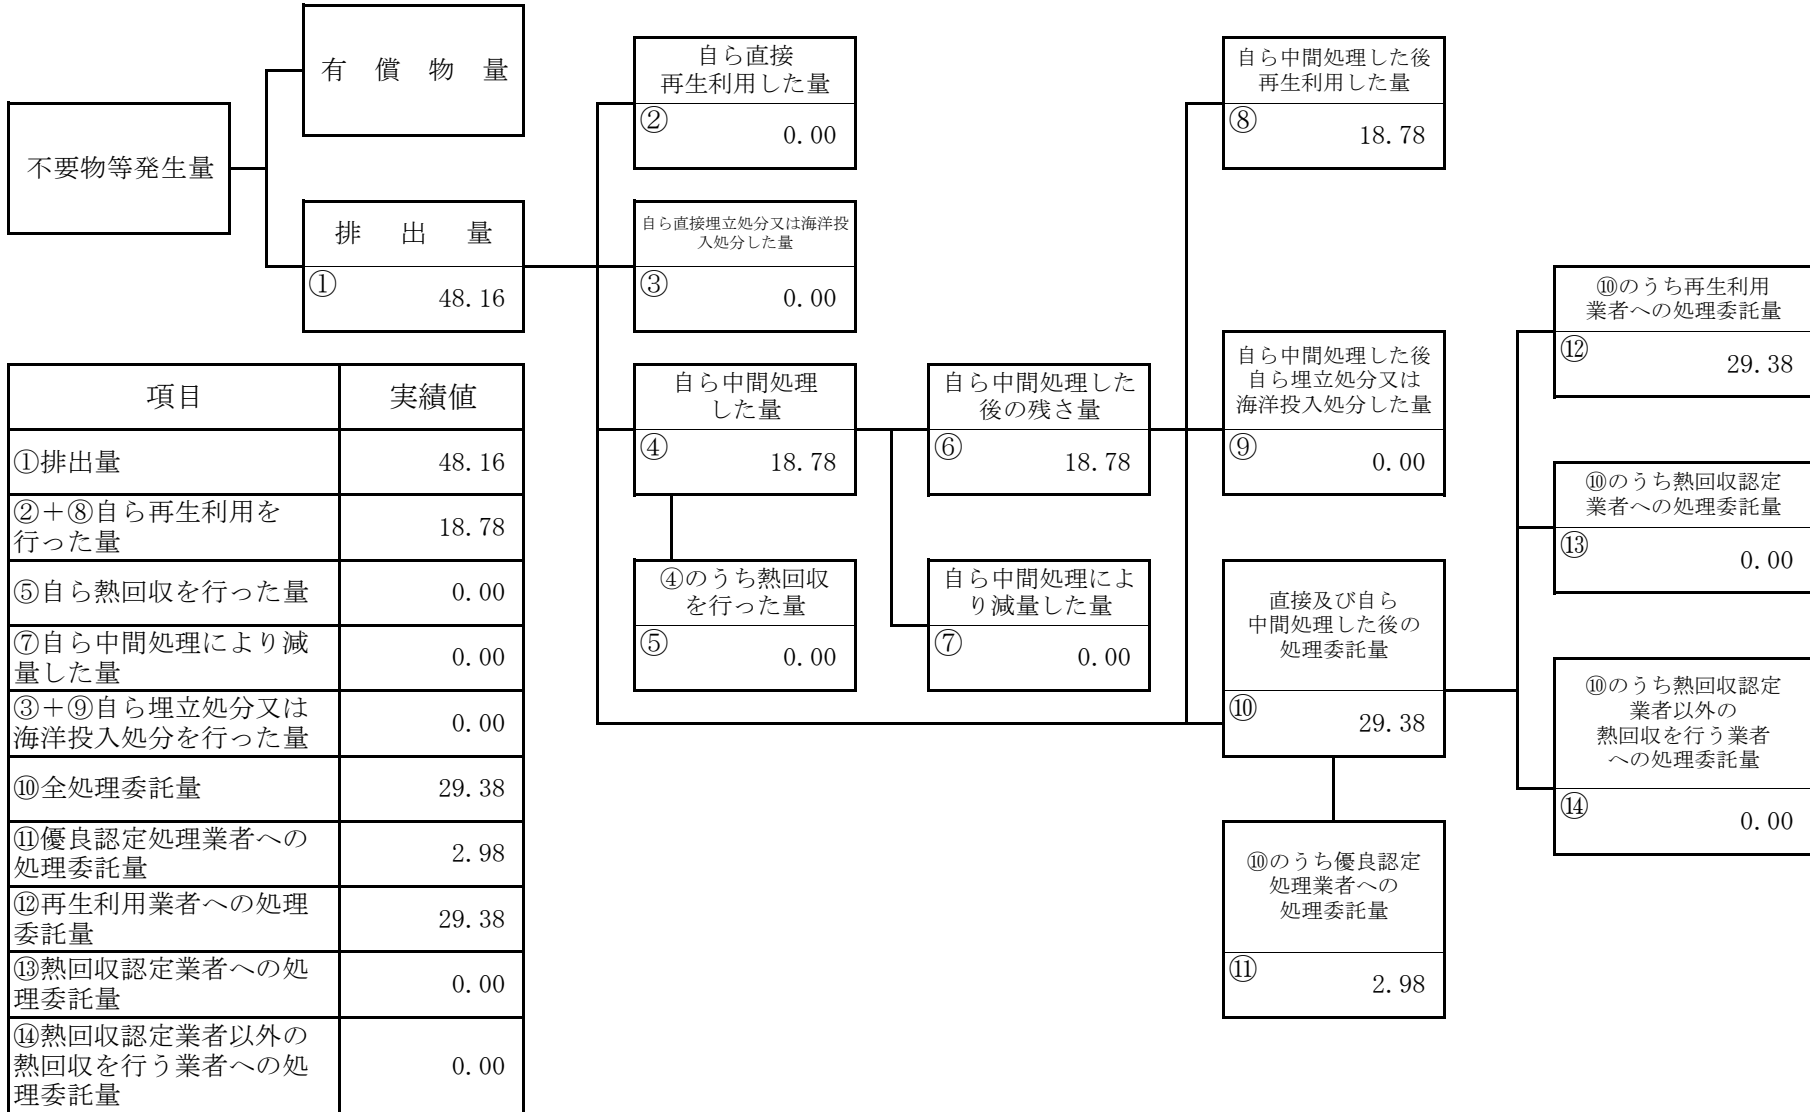 有　償　物　量
不要物等発生量
排　出　量
①
48.16
自ら直接
再生利用した量
②
0.00
自ら直接埋立処分又は海洋投
入処分した量
③
0.00
自ら中間処理
した量
④
18.78
④のうち熱回収
を行った量
⑤
0.00
自ら中間処理した
後の残さ量
⑥
18.78
自ら中間処理によ
り減量した量
⑦
0.00
自ら中間処理した後
再生利用した量
⑧
18.78
自ら中間処理した後
自ら埋立処分又は
海洋投入処分した量
⑨
0.00
直接及び自ら
中間処理した後の
処理委託量
⑩
29.38
⑩のうち優良認定
処理業者への
処理委託量
⑪
2.98
⑩のうち再生利用
業者への処理委託量
⑫
29.38
⑩のうち熱回収認定
業者への処理委託量
⑬
0.00
⑩のうち熱回収認定
業者以外の
熱回収を行う業者
への処理委託量
⑭
0.00
項目　実績値
①排出量　48.16
②＋⑧自ら再生利用を
行った量　18.78
⑤自ら熱回収を行った量　0.00
⑦自ら中間処理により減
量した量　0.00
③＋⑨自ら埋立処分又は
海洋投入処分を行った量　0.00
⑩全処理委託量　29.38
⑪優良認定処理業者への
処理委託量　2.98
⑫再生利用業者への処理
委託量　29.38
⑬熱回収認定業者への処
理委託量　0.00
⑭熱回収認定業者以外の
熱回収を行う業者への処
理委託量　0.00